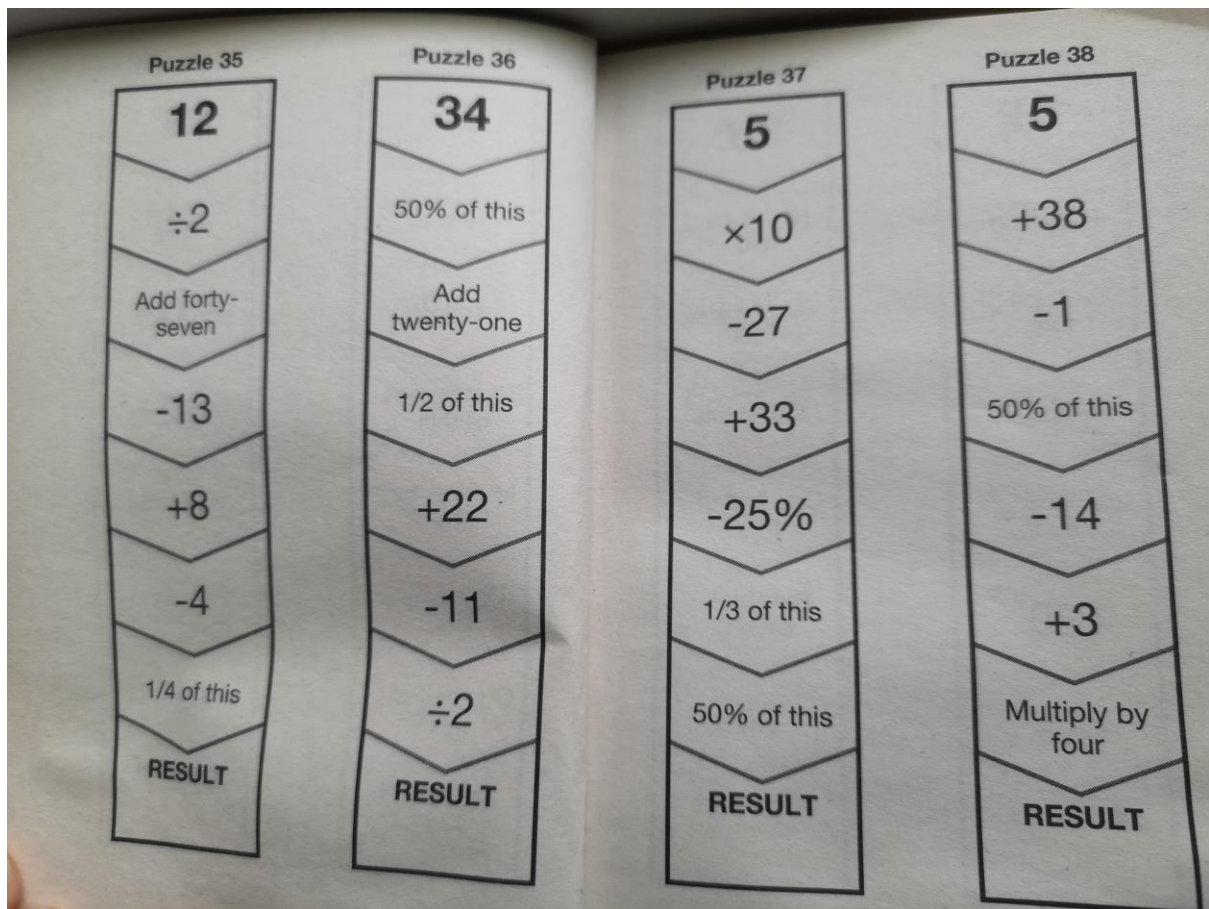 Puzzle 35
12
÷2
Add forty-
seven
-13
+8
-4
1/4 of this
RESULT
Puzzle 36
34
50% of this
Add
twenty-one
1/2 of this
+22
-11
÷2
RESULT
Puzzle 37
5
×10
-27
+33
-25%
1/3 of this
50% of this
RESULT
Puzzle 38
5
+38
-1
50% of this
-14
+3
Multiply by
four
RESULT